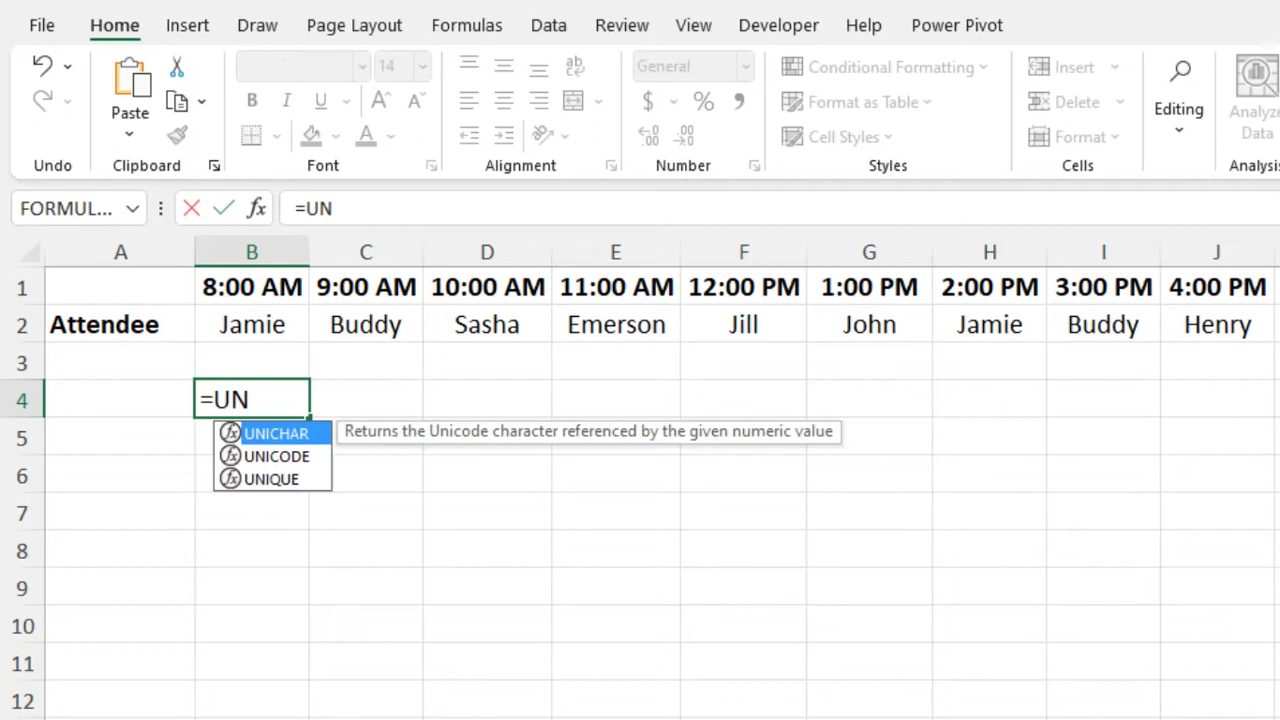 File Home Insert Draw Page Layout Formulas Data Review View Developer Help Power Pivot
14 ab General Conditional Formatting Insert
Paste B I U A A $ % Format as Table Delete Editing Analyze
A Cell Styles Format Data
Undo Clipboard Font Alignment Number Styles Cells Analysis
FORMUL... fx =UN
A B C D E F G H I J
1 8:00 AM 9:00 AM 10:00 AM 11:00 AM 12:00 PM 1:00 PM 2:00 PM 3:00 PM 4:00 PM
2 Attendee Jamie Buddy Sasha Emerson Jill John Jamie Buddy Henry
3
4 =UN
5 UNICHAR Returns the Unicode character referenced by the given numeric value
UNICODE
6 UNIQUE
7
8
9
10
11
12